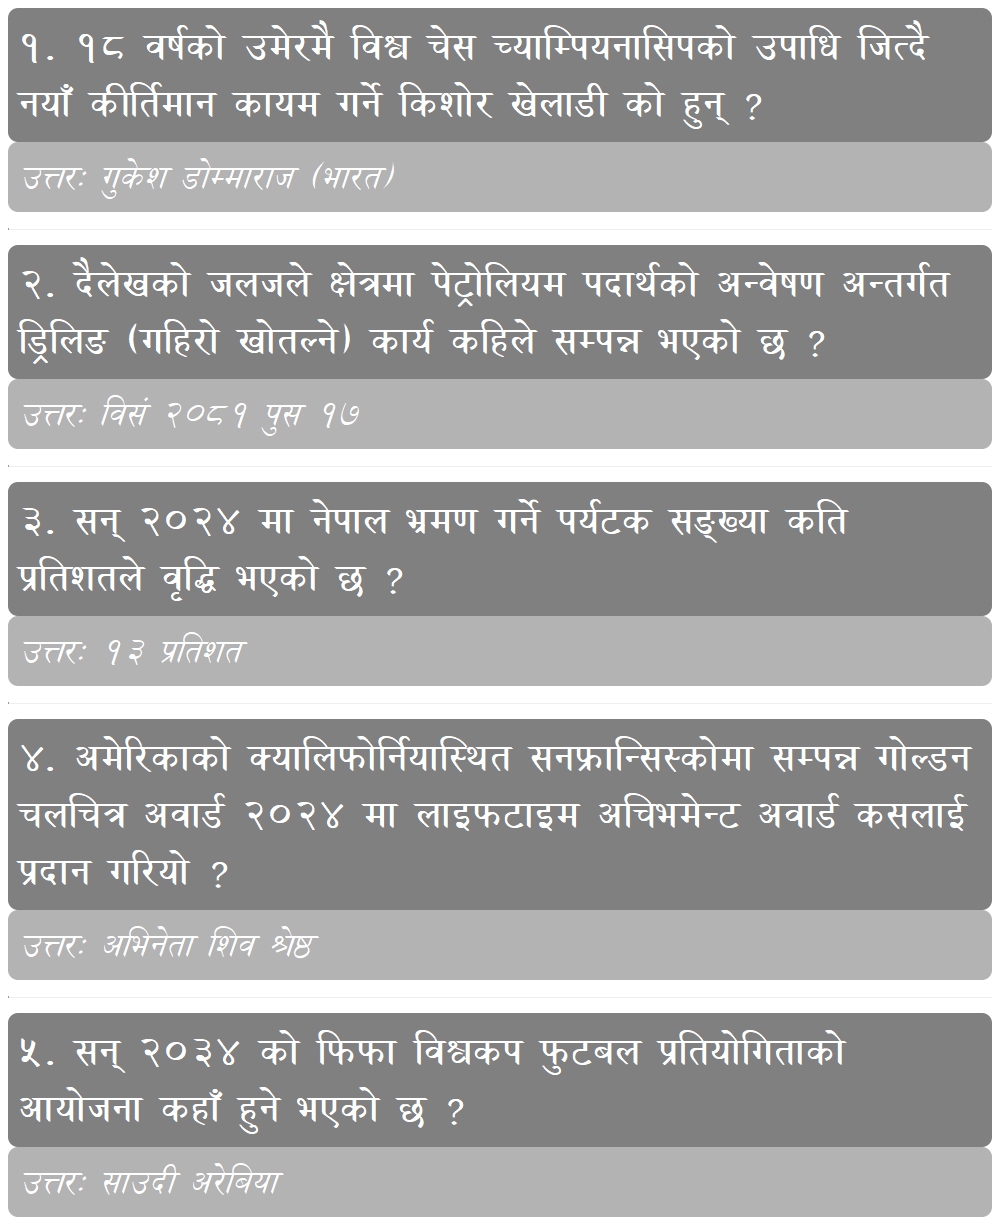 १. १८ वर्षको उमेरमै विश्व चेस च्याम्पियनासिपको उपाधि जित्दै
नयाँ कीर्तिमान कायम गर्ने किशोर खेलाडी को हुन् ?
उत्तरः गुकेश डोम्माराज (भारत)
२. दैलेखको जलजले क्षेत्रमा पेट्रोलियम पदार्थको अन्वेषण अन्तर्गत
ड्रिलिङ (गहिरो खोतल्ने) कार्य कहिले सम्पन्न भएको छ ?
उत्तरः विसं २०८१ पुस १७
३. सन् २०२४ मा नेपाल भ्रमण गर्ने पर्यटक सङ्ख्या कति
प्रतिशतले वृद्धि भएको छ ?
उत्तरः १३ प्रतिशत
४. अमेरिकाको क्यालिफोर्नियास्थित सनफ्रान्सिस्कोमा सम्पन्न गोल्डन
चलचित्र अवार्ड २०२४ मा लाइफटाइम अचिभमेन्ट अवार्ड कसलाई
प्रदान गरियो ?
उत्तरः अभिनेता शिव श्रेष्ठ
५. सन् २०३४ को फिफा विश्वकप फुटबल प्रतियोगिताको
आयोजना कहाँ हुने भएको छ ?
उत्तरः साउदी अरेबिया